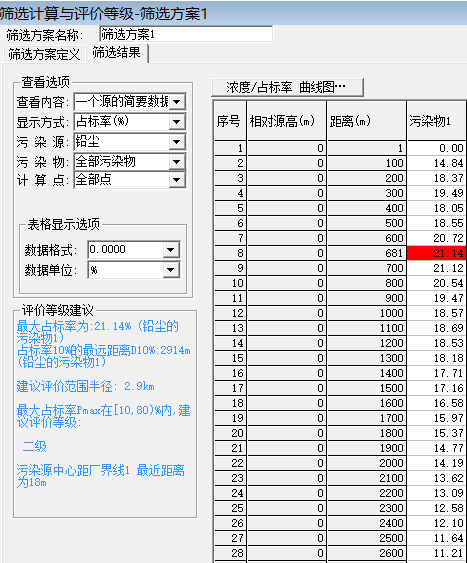 筛选计算与评价等级-筛选方案1
筛选方案名称: 筛选方案1
筛选方案定义 筛选结果
查看选项
查看内容: 一个源的简要数据
显示方式: 占标率(%)
污 染 源: 铅尘
污 染 物: 全部污染物
计 算 点: 全部点
表格显示选项
数据格式: 0.0000
数据单位: %
评价等级建议
最大占标率为:21.14% (铅尘的
污染物1)
占标率10%的最远距离D10%:2914m
(铅尘的污染物1)
建议评价范围半径: 2.9km
最大占标率Pmax在[10,80)%内,建
议评价等级:
二级
污染源中心距厂界线1 最近距离
为18m
浓度/占标率 曲线图…
序号 相对源高(m) 距离(m) 污染物1
1 0 1 0.00
2 0 100 14.84
3 0 200 18.37
4 0 300 19.49
5 0 400 18.05
6 0 500 18.55
7 0 600 20.72
8 0 681 21.14
9 0 700 21.12
10 0 800 20.54
11 0 900 19.47
12 0 1000 18.57
13 0 1100 18.69
14 0 1200 18.53
15 0 1300 18.18
16 0 1400 17.71
17 0 1500 17.16
18 0 1600 16.58
19 0 1700 15.97
20 0 1800 15.37
21 0 1900 14.77
22 0 2000 14.19
23 0 2100 13.62
24 0 2200 13.09
25 0 2300 12.58
26 0 2400 12.10
27 0 2500 11.64
28 0 2600 11.21